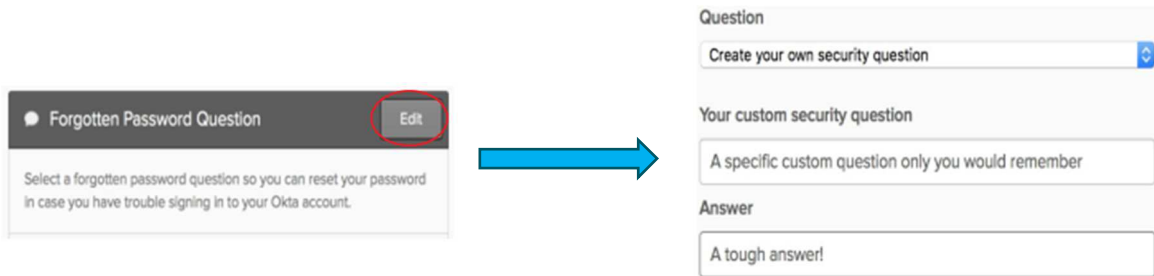 Forgotten Password Question
Edit
Select a forgotten password question so you can reset your password
in case you have trouble signing in to your Okta account.
Question
Create your own security question
Your custom security question
A specific custom question only you would remember
Answer
A tough answer!